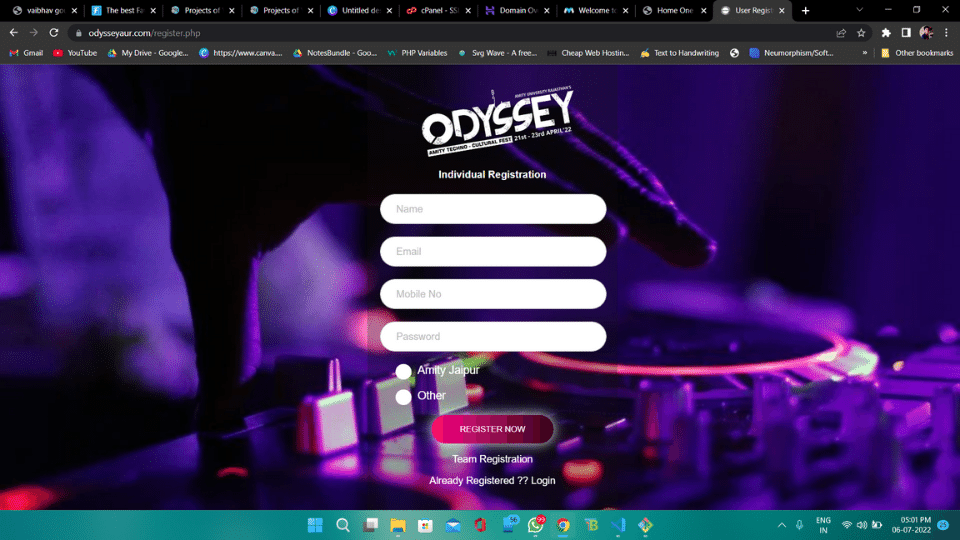 vaibhav go
The best Fa
Projects of
Projects of
Untitled des
cPanel - SS
Domain Ov
Welcome to
Home One
User Regist
odysseyaur.com/register.php
Gmail
YouTube
My Drive - Google...
https://www.canva....
NotesBundle - Goo...
PHP Variables
Svg Wave - A free...
Cheap Web Hostin...
Text to Handwriting
Neumorphism/Soft...
»
Other bookmarks
AMITY UNIVERSITY RAJASTHAN'S
ODYSSEY
AMITY TECHNO - CULTURAL FEST 21st - 23rd APRIL'22
Individual Registration
Name
Email
Mobile No
Password
Amity Jaipur
Other
REGISTER NOW
Team Registration
Already Registered ?? Login
56
99
ENG
IN
05:01 PM
06-07-2022